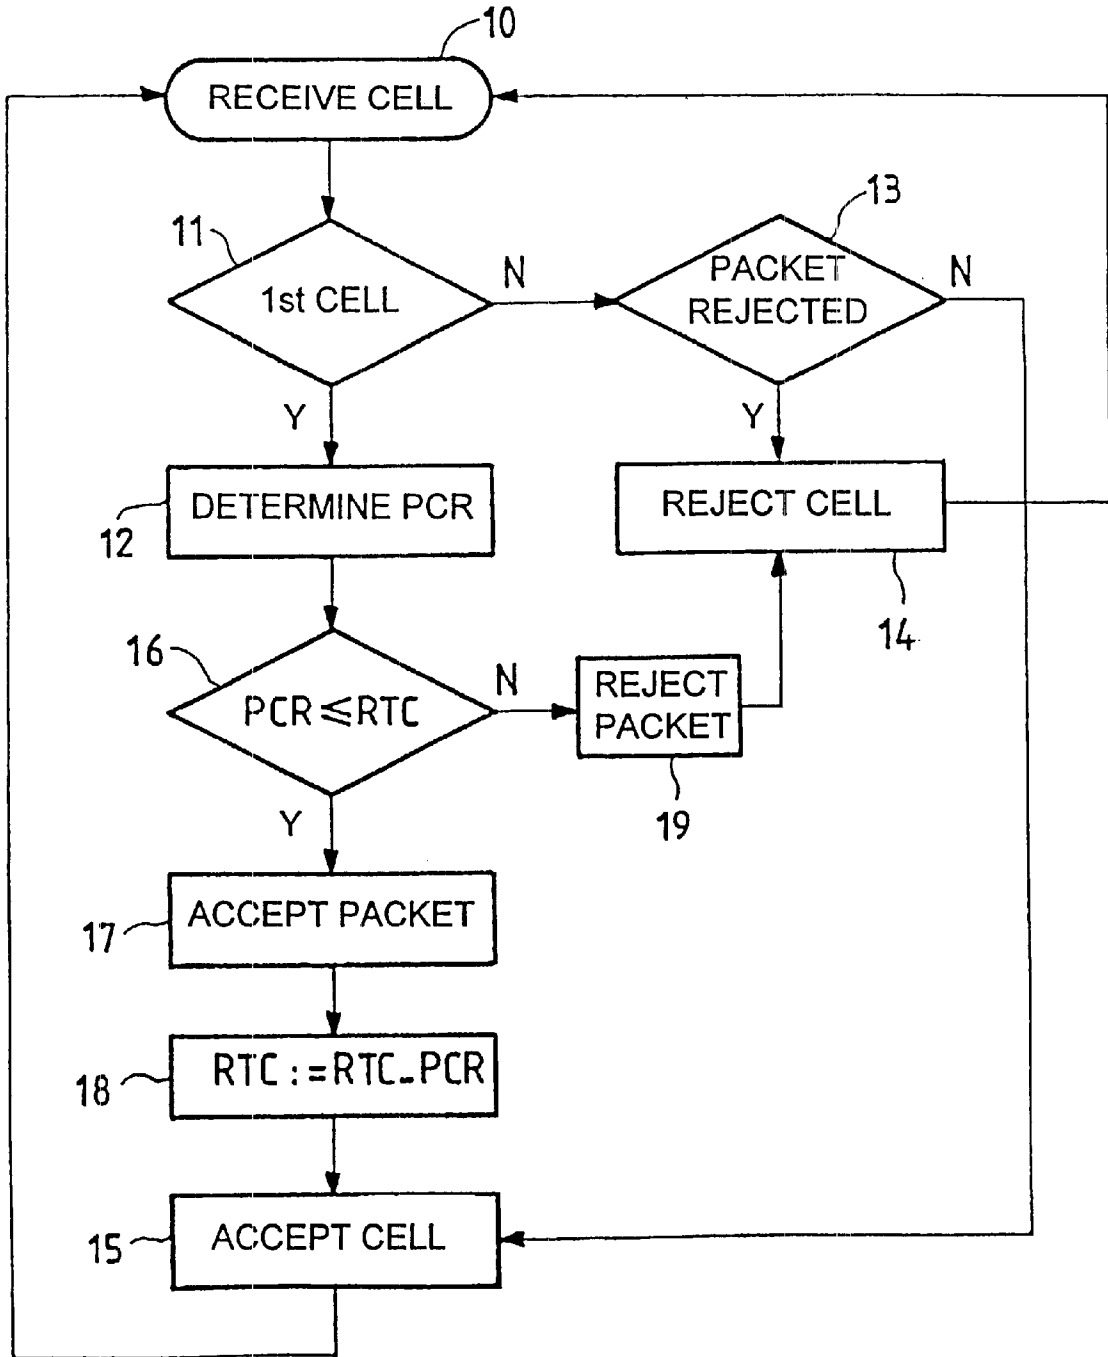 10
RECEIVE CELL
11
1st CELL
N
13
PACKET
REJECTED
N
Y
Y
12
DETERMINE PCR
REJECT CELL
14
16
PCR≤RTC
N
REJECT
PACKET
19
Y
17
ACCEPT PACKET
18
RTC:=RTC-PCR
15
ACCEPT CELL